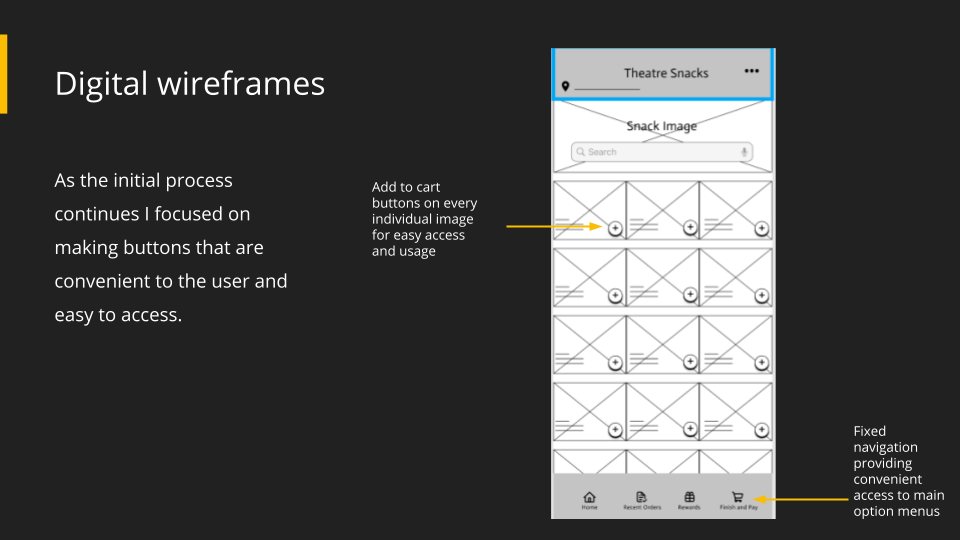 Digital wireframes
As the initial process
continues I focused on
making buttons that are
convenient to the user and
easy to access.
Add to cart
buttons on every
individual image
for easy access
and usage
Theatre Snacks
Snack Image
Search
Home
Recent Orders
Rewards
Finish and Pay
Fixed
navigation
providing
convenient
access to main
option menus